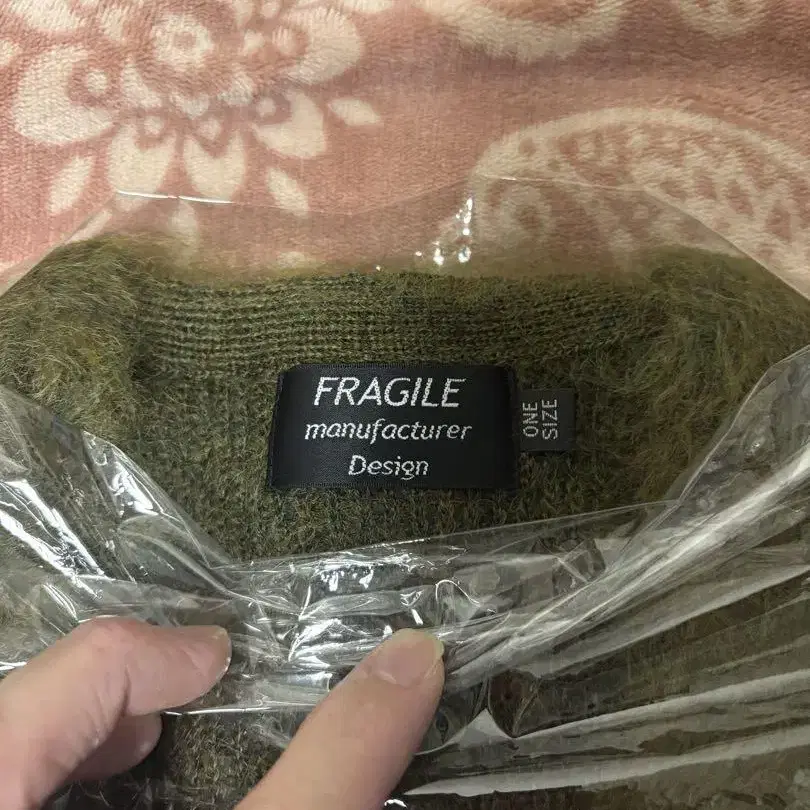 FRAGILE
manufacturer
Design
ONE
SIZE